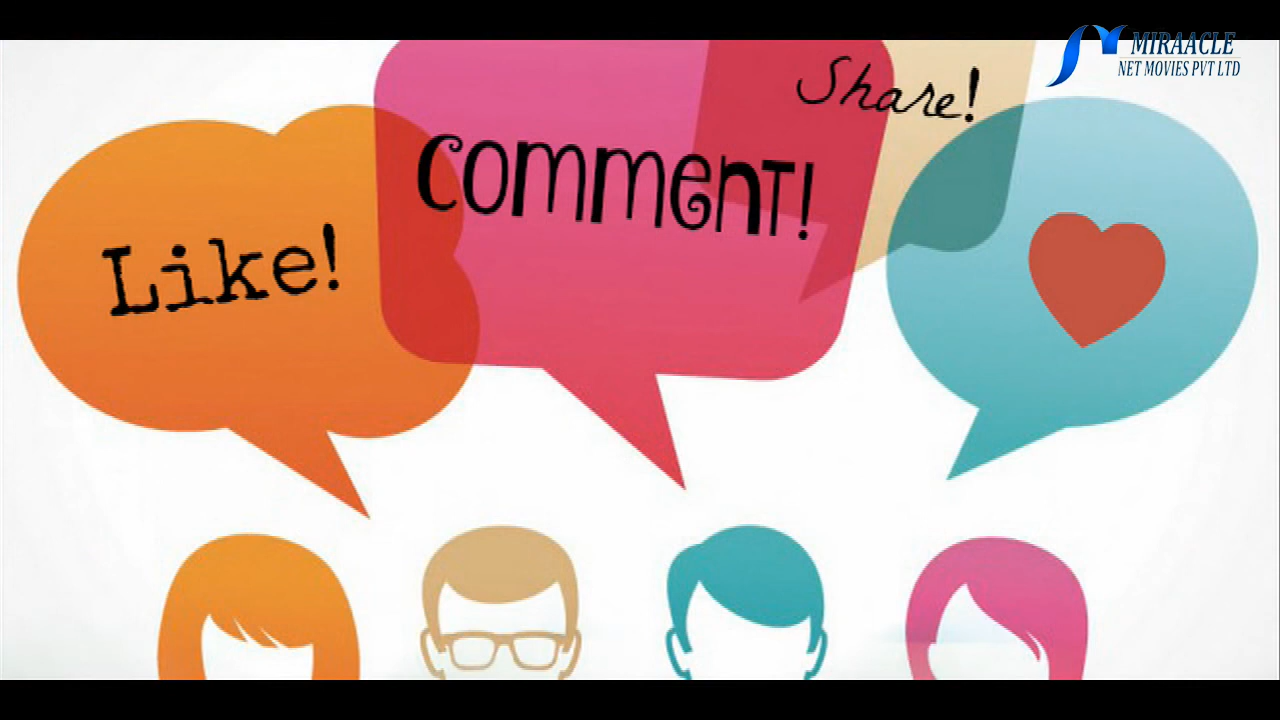 MIRAACLE
NET MOVIES PVT LTD
Share!
Comment!
Like!